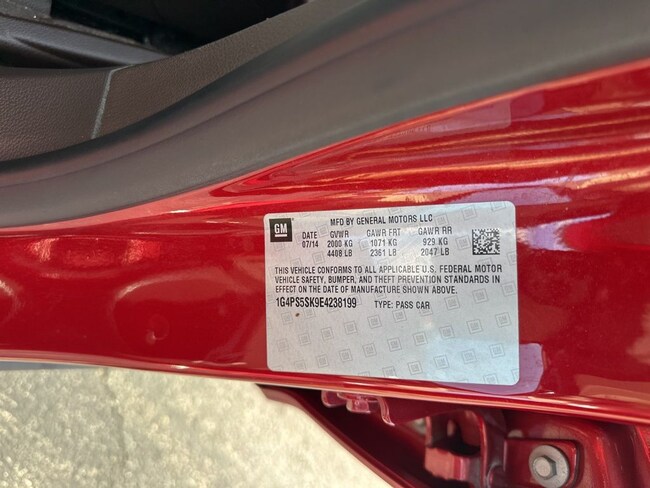 GM
MFD BY GENERAL MOTORS LLC
DATE GVWR GAWR FRT GAWR RR
07/14 2000 KG 1071 KG 929 KG
4408 LB 2361 LB 2047 LB
THIS VEHICLE CONFORMS TO ALL APPLICABLE U.S. FEDERAL MOTOR
VEHICLE SAFETY, BUMPER, AND THEFT PREVENTION STANDARDS IN
EFFECT ON THE DATE OF MANUFACTURE SHOWN ABOVE.
1G4PS5SK9E4238199 TYPE: PASS CAR